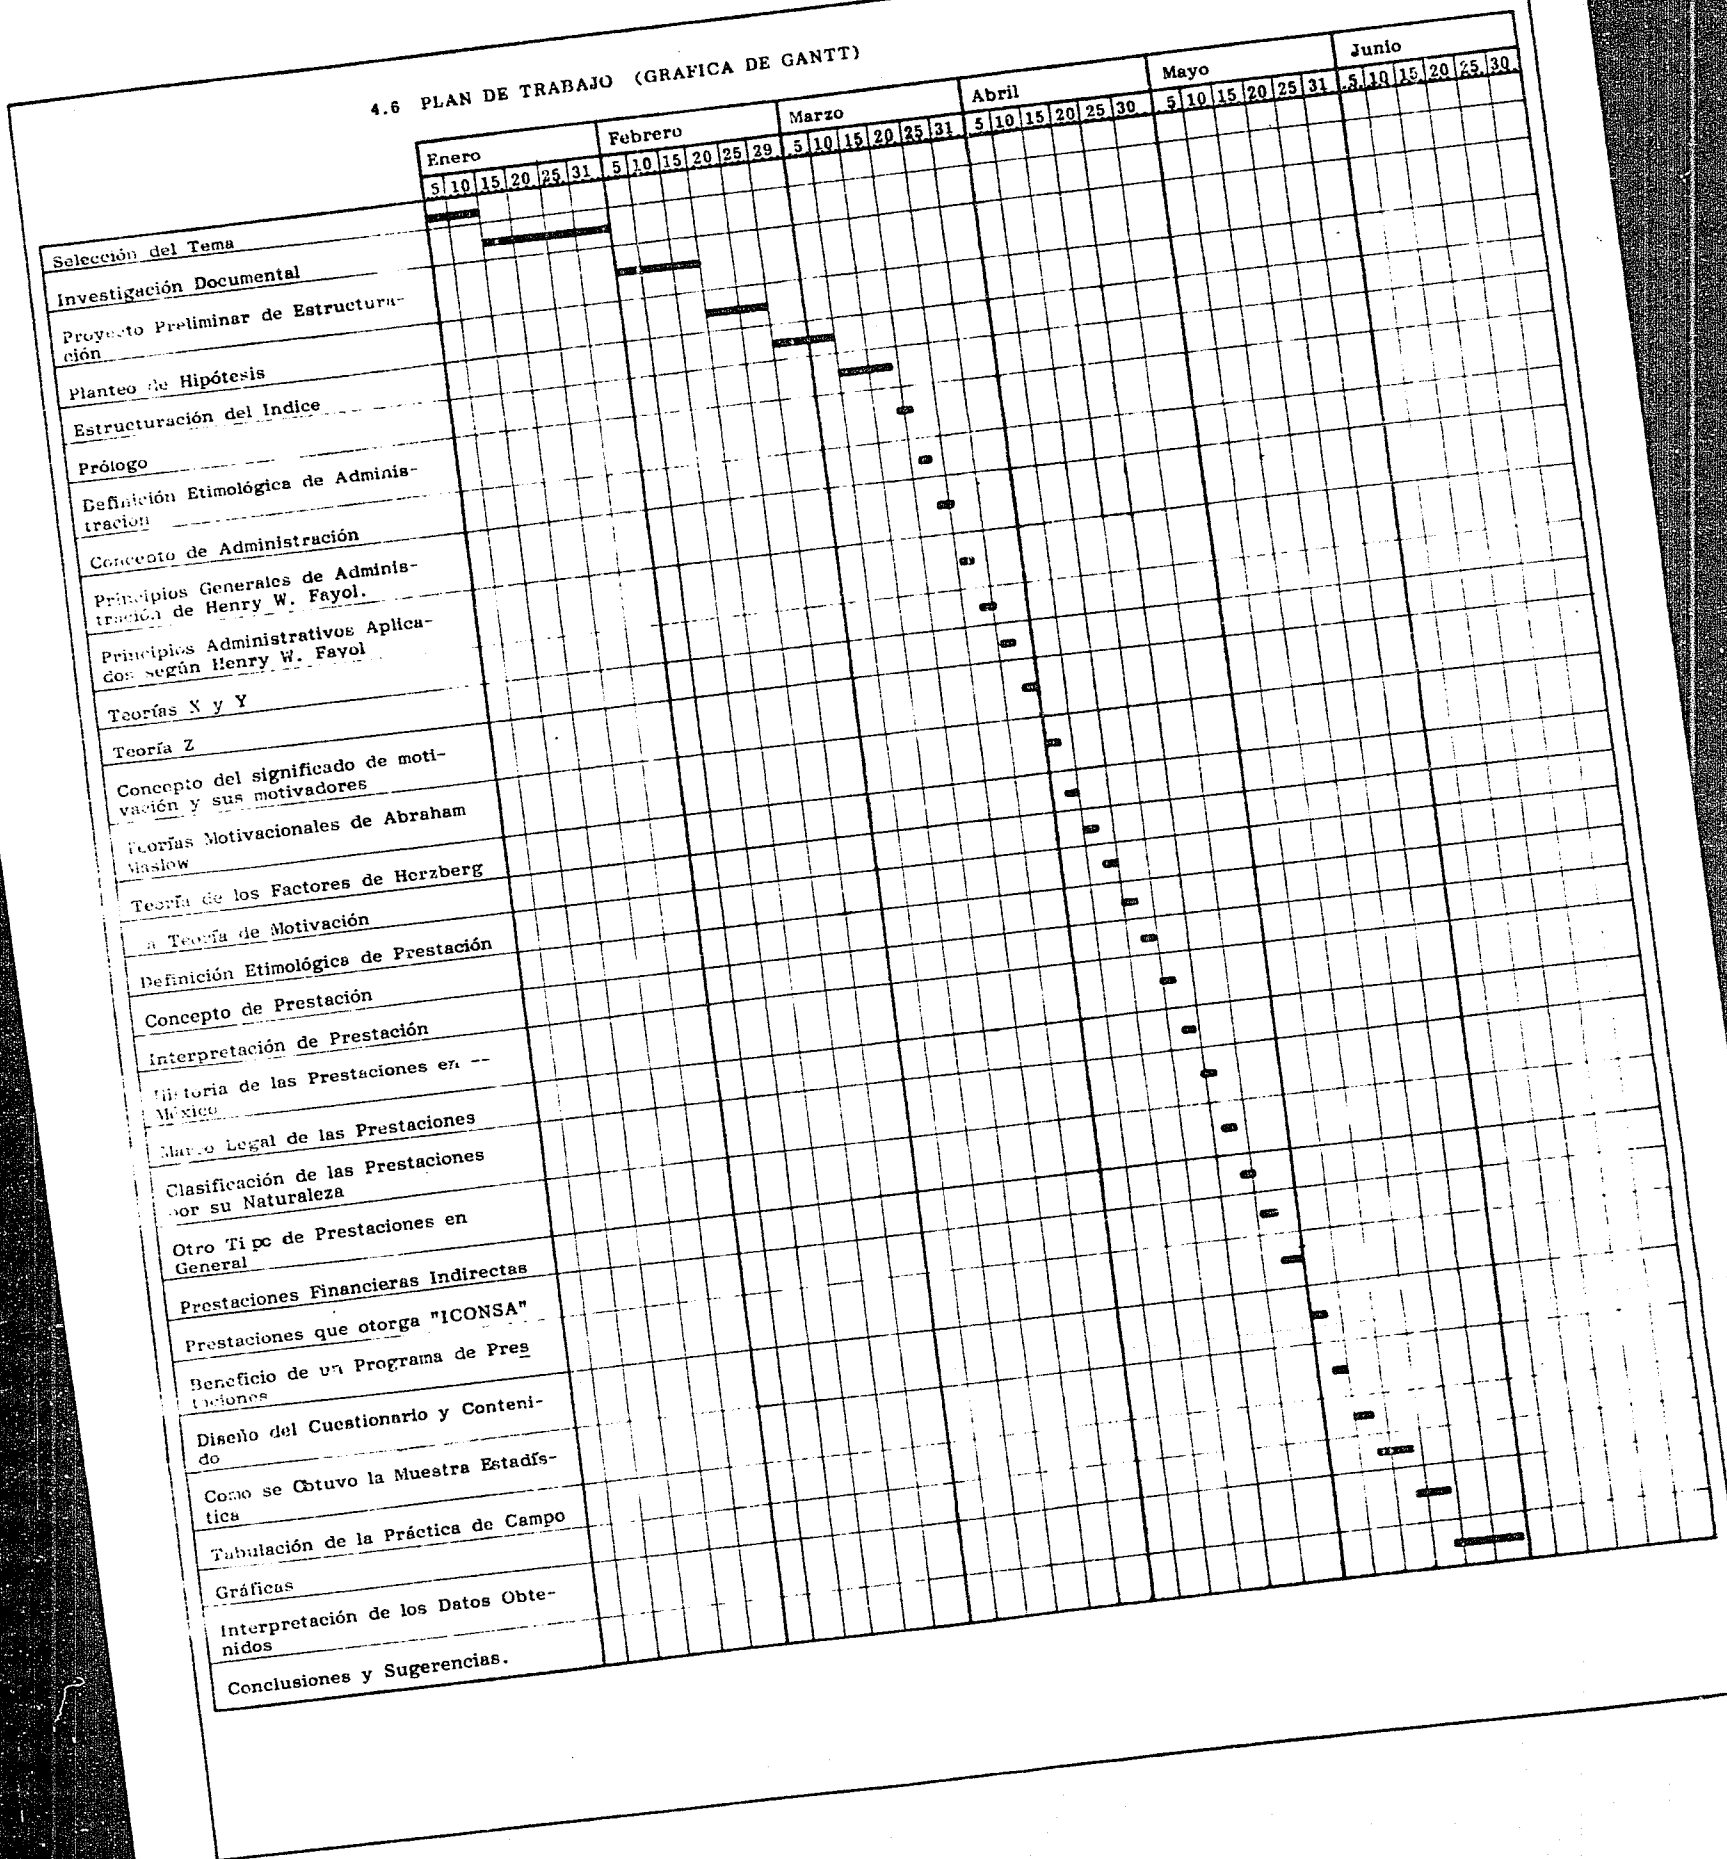 4.6 PLAN DE TRABAJO (GRAFICA DE GANTT)
Enero Febrero Marzo Abril Mayo Junio
5 10 15 20 25 31 5 10 15 20 25 29 5 10 15 20 25 31 5 10 15 20 25 30 5 10 15 20 25 31 5 10 15 20 25 30
Selección del Tema
Investigación Documental
Proyecto Preliminar de Estructura-
ción
Planteo de Hipótesis
Estructuración del Indice
Prólogo
Definición Etimológica de Adminis-
tración
Concepto de Administración
Principios Generales de Adminis-
tración de Henry W. Fayol.
Principios Administrativos Aplica-
dos según Henry W. Fayol
Teorías X y Y
Teoría Z
Concepto del significado de moti-
vación y sus motivadores
Teorías Motivacionales de Abraham
Maslow
Teoría de los Factores de Herzberg
a Teoría de Motivación
Definición Etimológica de Prestación
Concepto de Prestación
Interpretación de Prestación
Historia de las Prestaciones en --
México
Marco Legal de las Prestaciones
Clasificación de las Prestaciones
por su Naturaleza
Otro Tipo de Prestaciones en
General
Prestaciones Financieras Indirectas
Prestaciones que otorga "ICONSA"
Beneficio de un Programa de Pres
taciones
Diseño del Cuestionario y Conteni-
do
Como se Obtuvo la Muestra Estadís-
tica
Tabulación de la Práctica de Campo
Gráficas
Interpretación de los Datos Obte-
nidos
Conclusiones y Sugerencias.